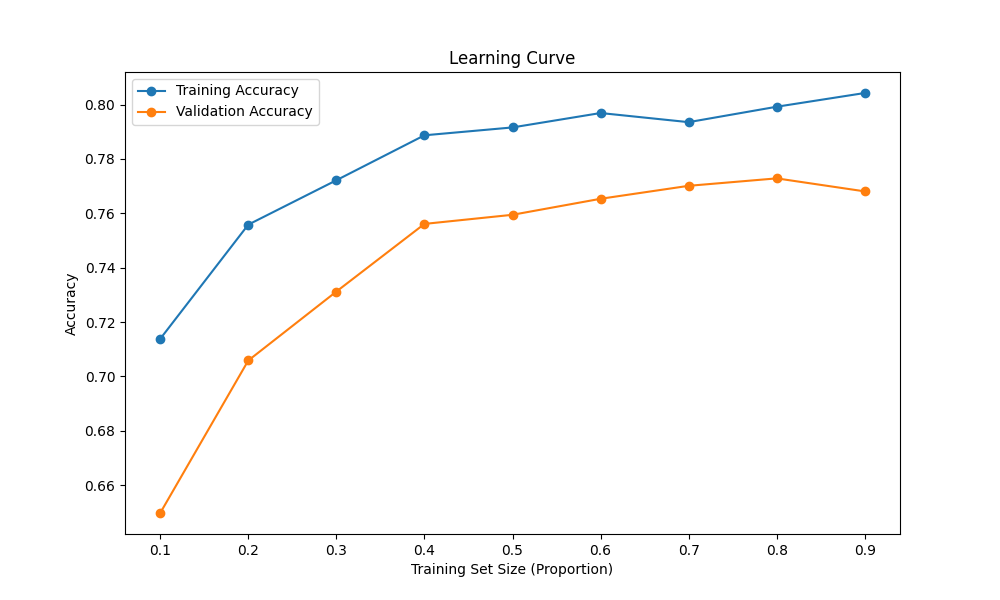 Learning Curve
Training Accuracy
Validation Accuracy
0.80
0.78
0.76
0.74
0.72
0.70
0.68
0.66
Accuracy
0.1 0.2 0.3 0.4 0.5 0.6 0.7 0.8 0.9
Training Set Size (Proportion)